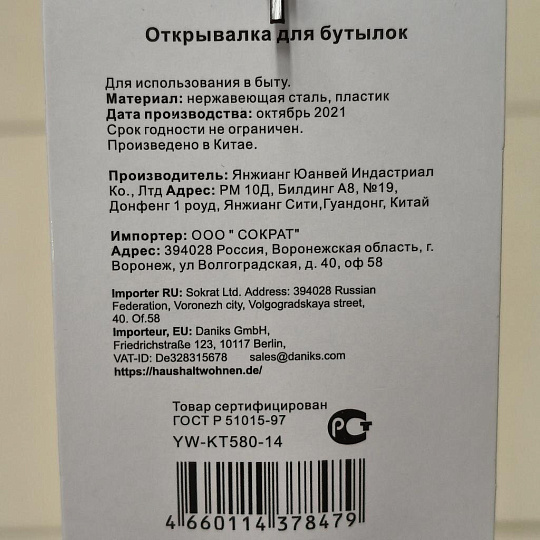 Открывалка для бутылок
Для использования в быту.
Материал: нержавеющая сталь, пластик
Дата производства: октябрь 2021
Срок годности не ограничен.
Произведено в Китае.
Производитель: Янжианг Юанвей Индастриал
Ко., Лтд Адрес: РМ 10Д, Билдинг А8, №19,
Донфенг 1 роуд, Янжианг Сити,Гуандонг, Китай
Импортер: ООО " СОКРАТ"
Адрес: 394028 Россия, Воронежская область, г.
Воронеж, ул Волгоградская, д. 40, оф 58
Importer RU: Sokrat Ltd. Address: 394028 Russian
Federation, Voronezh city, Volgogradskaya street,
40. Of.58
Importeur, EU: Daniks GmbH,
Friedrichstraße 123, 10117 Berlin,
VAT-ID: De328315678 sales@daniks.com
https://haushaltwohnen.de/
Товар сертифицирован
ГОСТ Р 51015-97
YW-KT580-14
4 660114 378479